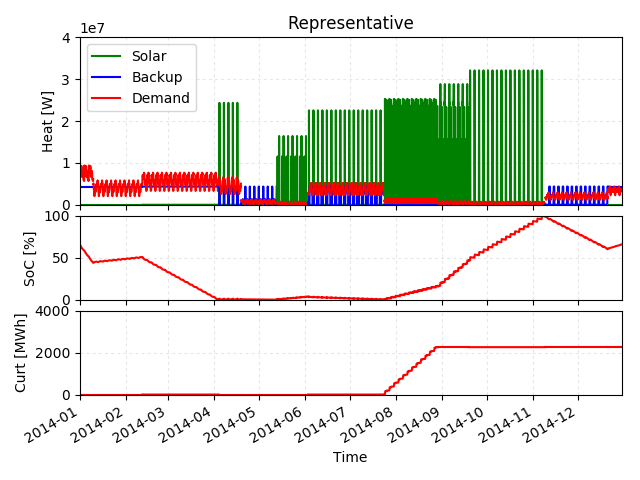 Representative
1e7
4
3
2
1
0
Heat [W]
Solar
Backup
Demand
100
50
0
SoC [%]
4000
2000
0
Curt [MWh]
2014-01
2014-02
2014-03
2014-04
2014-05
2014-06
2014-07
2014-08
2014-09
2014-10
2014-11
2014-12
Time